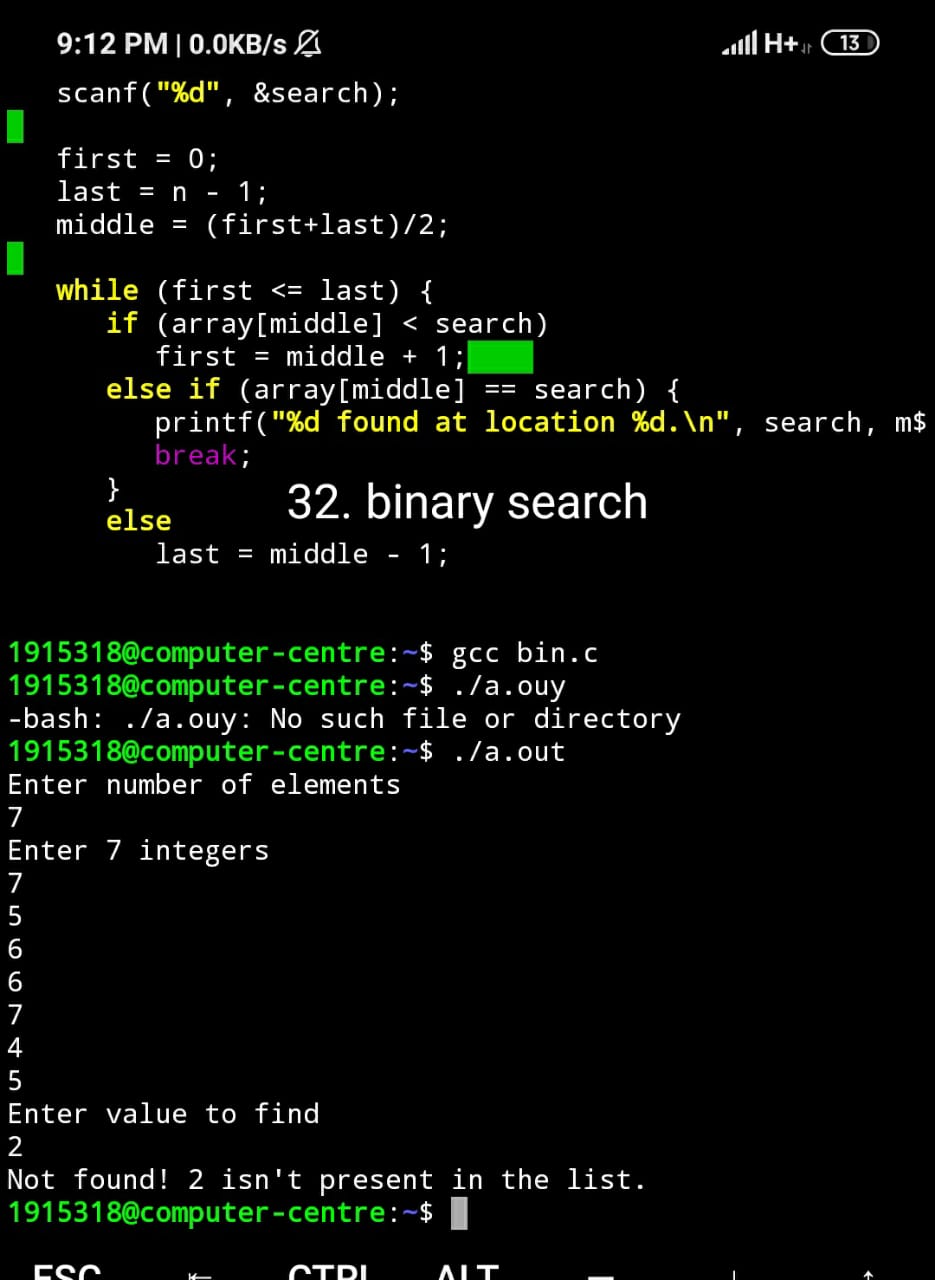 9:12 PM | 0.0KB/s H+ 13
scanf("%d", &search);
first = 0;
last = n - 1;
middle = (first+last)/2;
while (first <= last) {
if (array[middle] < search)
first = middle + 1;
else if (array[middle] == search) {
printf("%d found at location %d.\n", search, m$
break;
}
32. binary search
else
last = middle - 1;
1915318@computer-centre:~$ gcc bin.c
1915318@computer-centre:~$ ./a.ouy
-bash: ./a.ouy: No such file or directory
1915318@computer-centre:~$ ./a.out
Enter number of elements
7
Enter 7 integers
7
5
6
6
7
4
5
Enter value to find
2
Not found! 2 isn't present in the list.
1915318@computer-centre:~$
ESC CTRL ALT